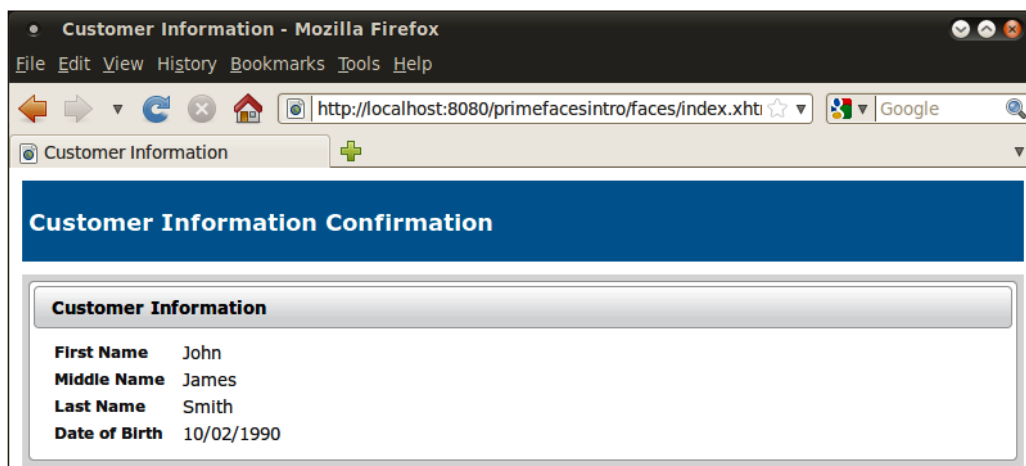 Customer Information - Mozilla Firefox
File Edit View History Bookmarks Tools Help
http://localhost:8080/primefacesintro/faces/index.xht Google
Customer Information
Customer Information Confirmation
Customer Information
First Name John
Middle Name James
Last Name Smith
Date of Birth 10/02/1990